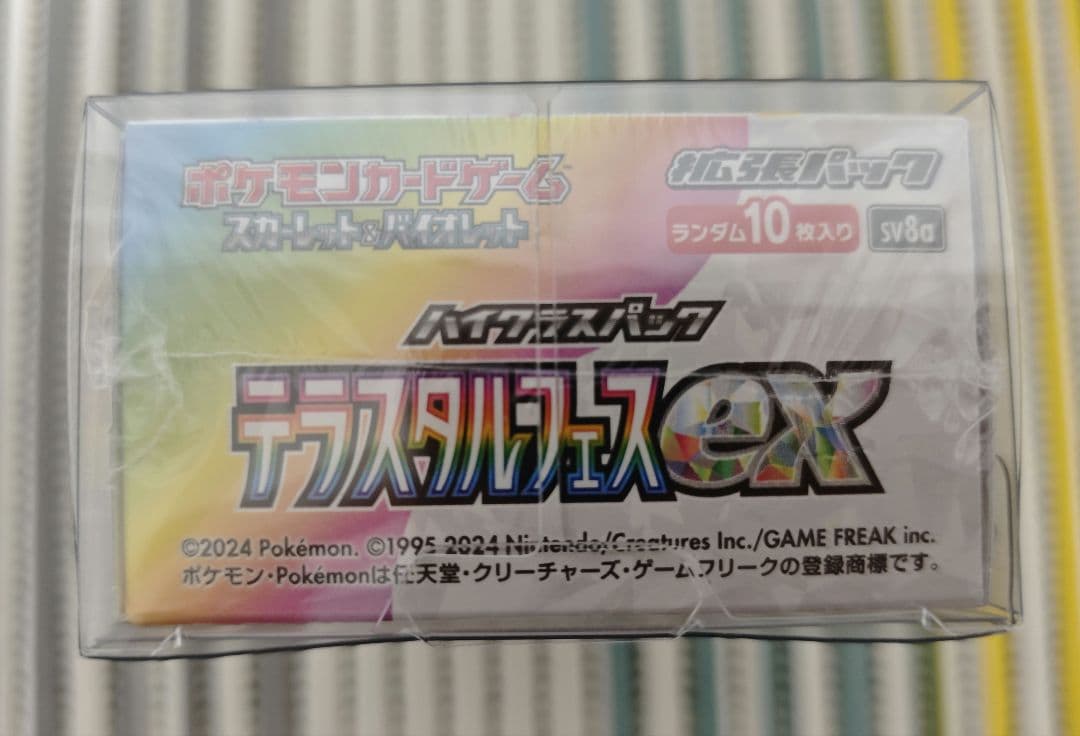 ポケモンカードゲーム
スカーレット&バイオレット
拡張パック
ランダム10枚入り SV8a
ハイクラスパック
テラスタルフェスex
©2024 Pokémon. ©1995-2024 Nintendo/Creatures Inc./GAME FREAK inc.
ポケモン・Pokémonは任天堂・クリーチャーズ・ゲームフリークの登録商標です。